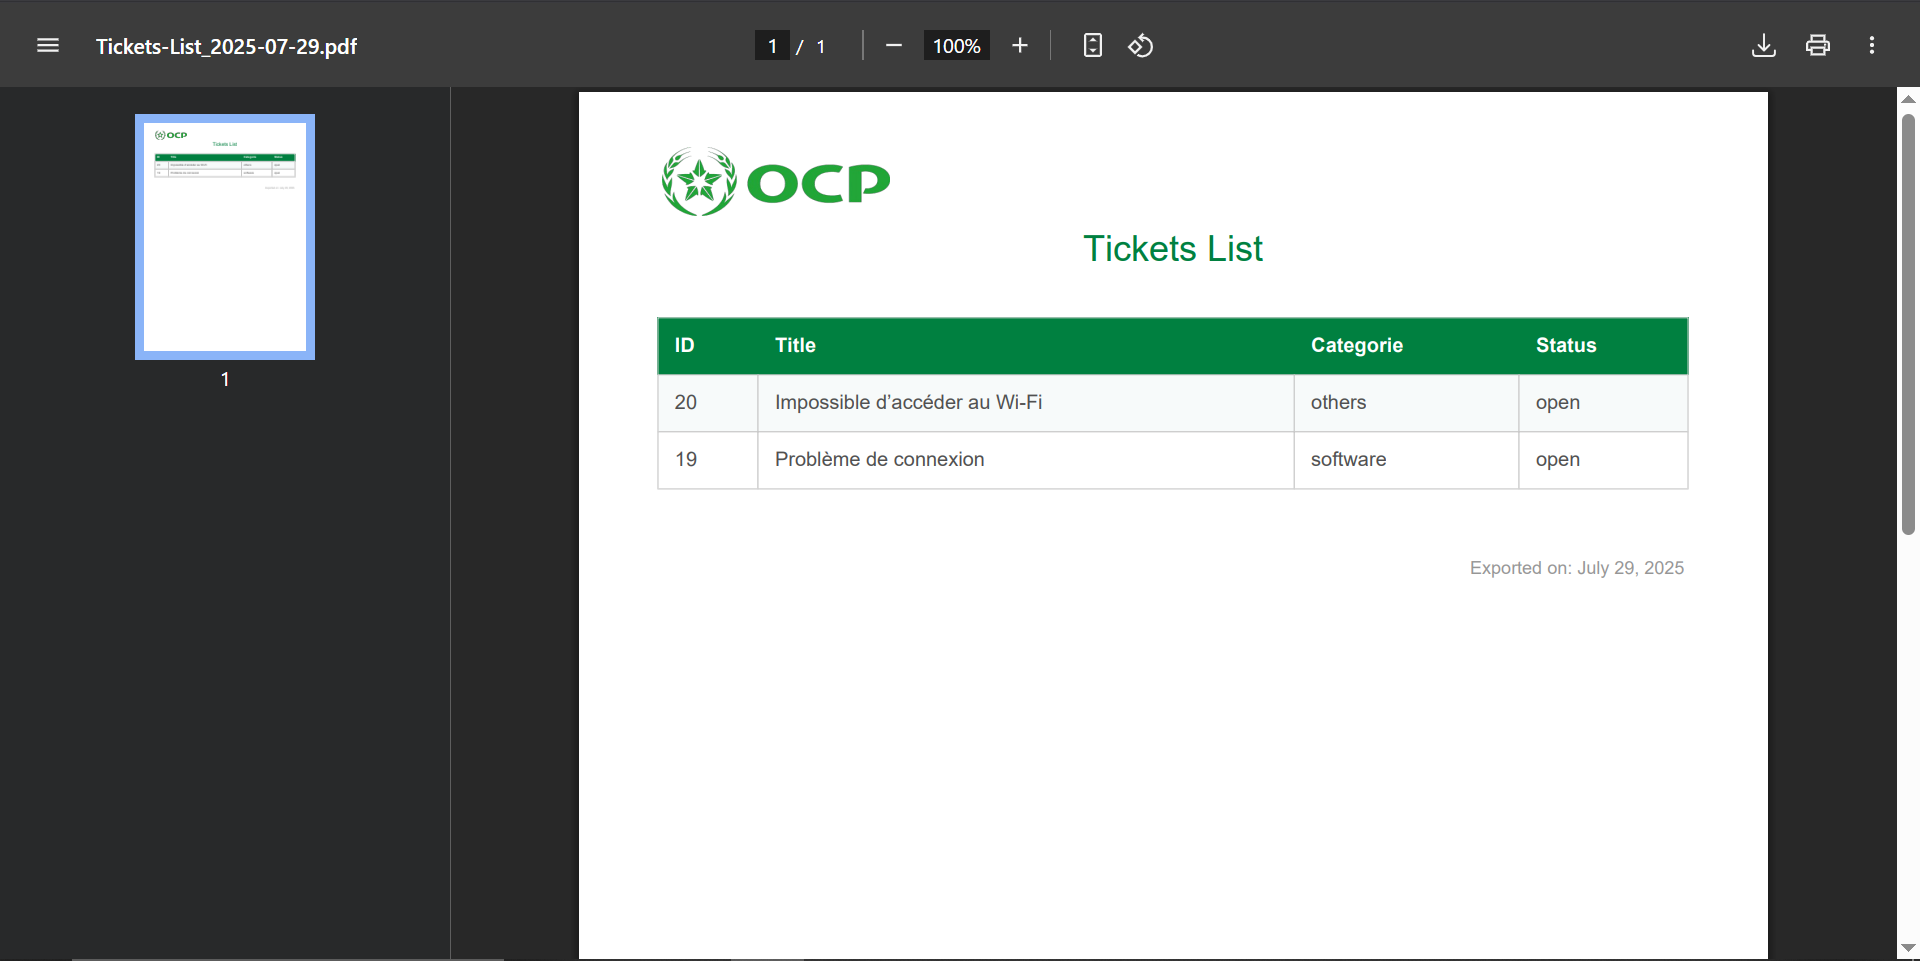 Tickets-List_2025-07-29.pdf
1 / 1
100%
1
OCP
Tickets List
ID Title Categorie Status
20 Impossible d’accéder au Wi-Fi others open
19 Problème de connexion software open
Exported on: July 29, 2025